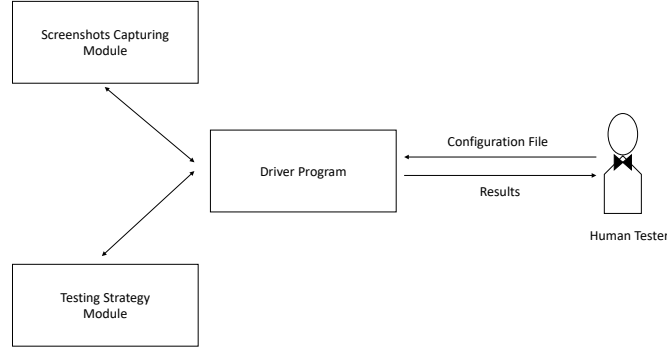 Screenshots Capturing
Module
Configuration File
Driver Program
Results
Human Tester
Testing Strategy
Module